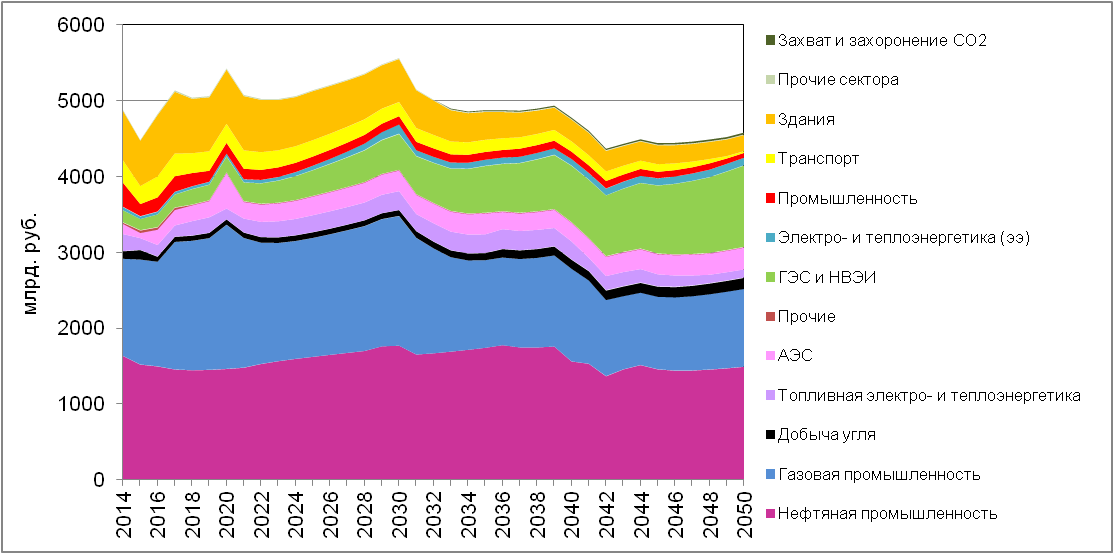 млрд. руб.
6000
5000
4000
3000
2000
1000
0
2014
2016
2018
2020
2022
2024
2026
2028
2030
2032
2034
2036
2038
2040
2042
2044
2046
2048
2050
Захват и захоронение СО2
Прочие сектора
Здания
Транспорт
Промышленность
Электро- и теплоэнергетика (ээ)
ГЭС и НВЭИ
Прочие
АЭС
Топливная электро- и теплоэнергетика
Добыча угля
Газовая промышленность
Нефтяная промышленность